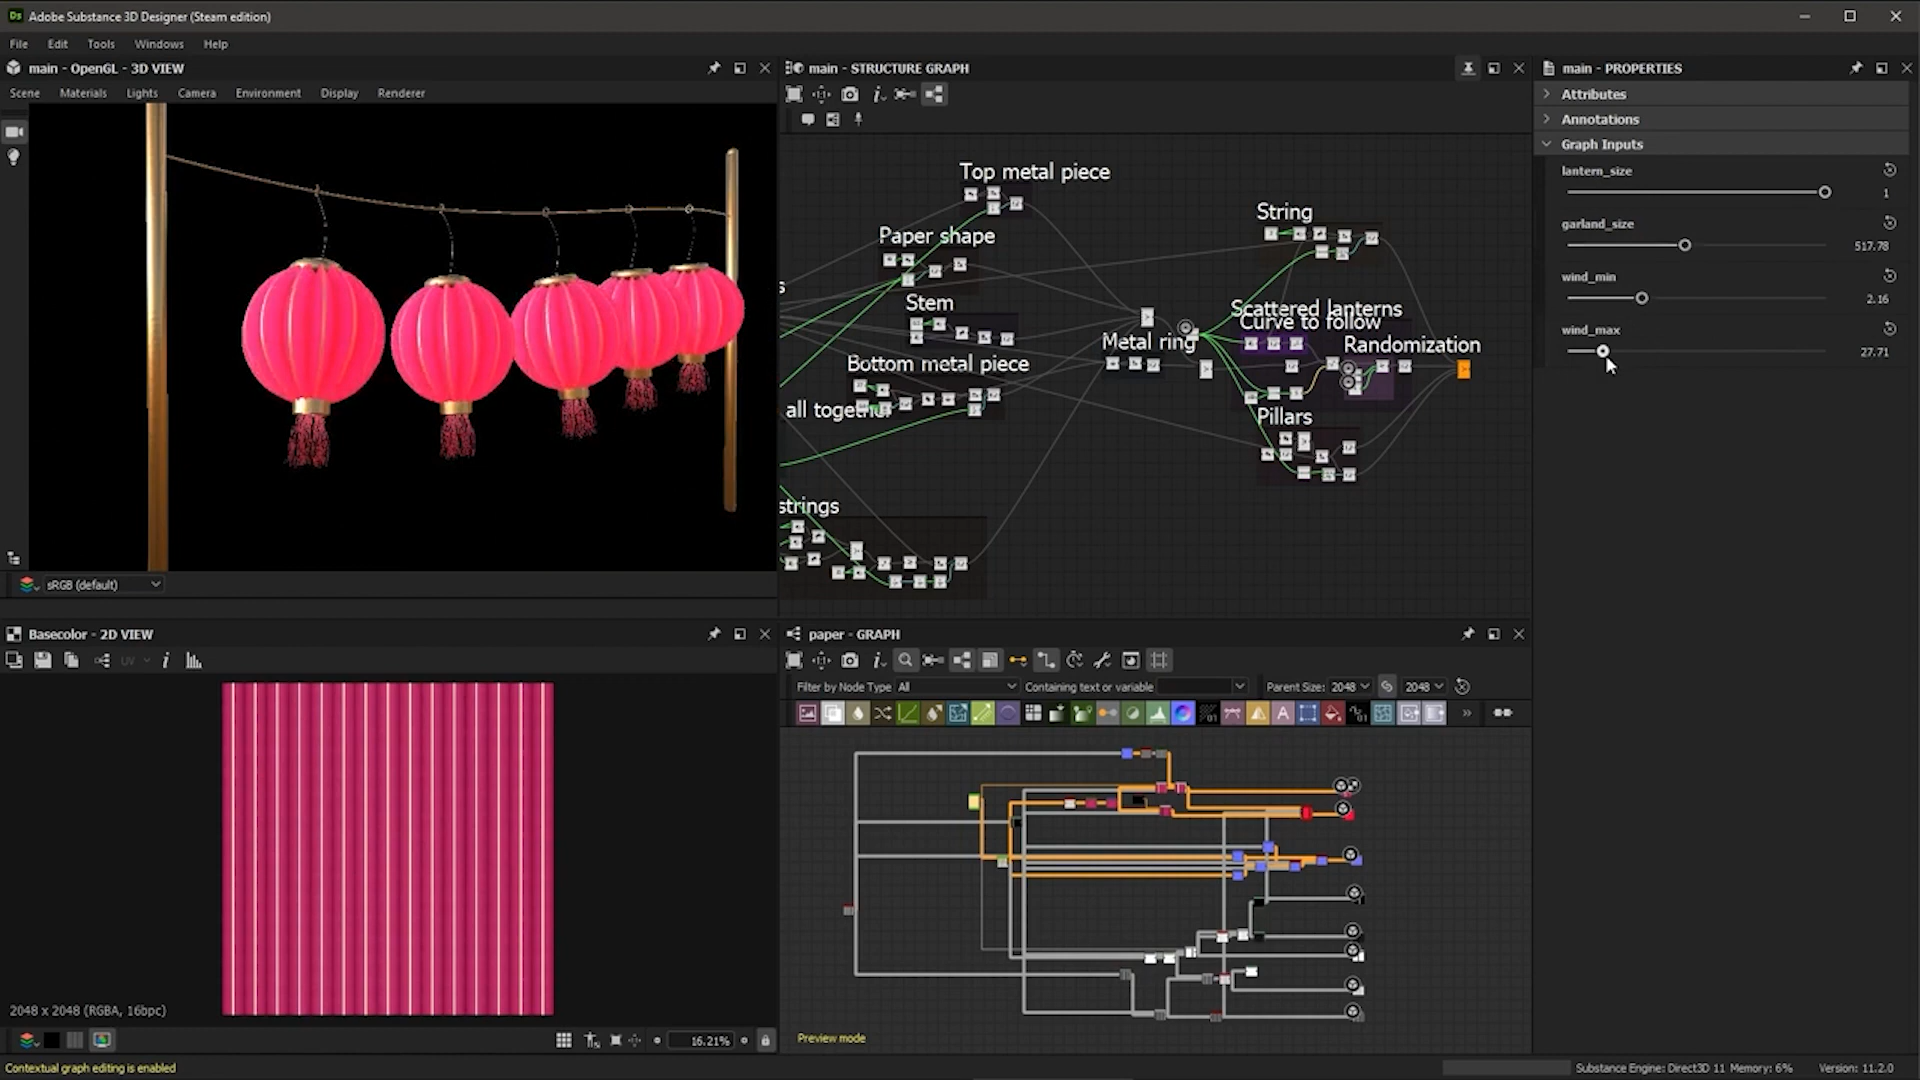 Ds Adobe Substance 3D Designer (Steam edition)
File Edit Tools Windows Help
main - OpenGL - 3D VIEW
Scene Materials Lights Camera Environment Display Renderer
sRGB (default)
main - STRUCTURE GRAPH
Top metal piece
String
Paper shape
s
Stem
Scattered lanterns
Curve to follow
Metal ring
Randomization
Bottom metal piece
all together
Pillars
strings
main - PROPERTIES
Attributes
Annotations
Graph Inputs
lantern_size
1
garland_size
517.78
wind_min
2.16
wind_max
27.71
Basecolor - 2D VIEW
UV
2048 x 2048 (RGBA, 16bpc)
16.21%
paper - GRAPH
Filter by Node Type All Containing text or variable Parent Size: 2048 2048
Preview mode
Contextual graph editing is enabled
Substance Engine: Direct3D 11 Memory: 6% Version: 11.2.0